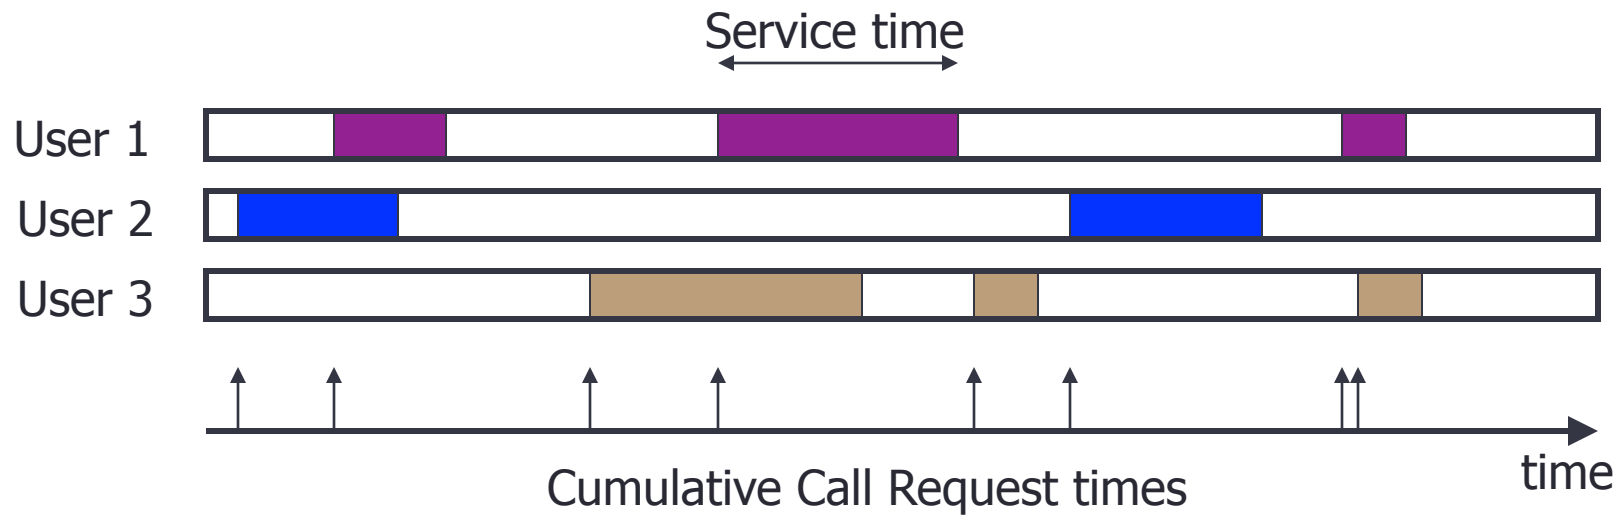 Service time
User 1
User 2
User 3
time
Cumulative Call Request times